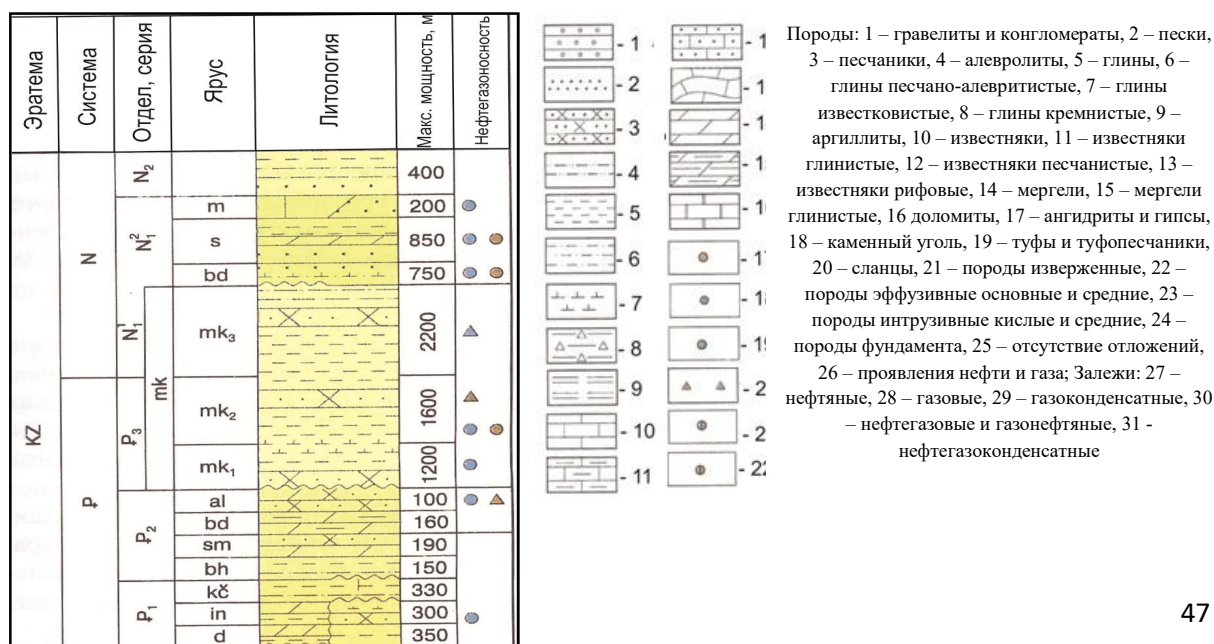 Эратема
Система
Отдел, серия
Ярус
Литология
Макс. мощность, м
Нефтегазоносность
KZ
N
₽
N₂
N₁²
N₁¹
₽₃
₽₂
₽₁
mk
400
m 200
s 850
bd 750
mk₃ 2200
mk₂ 1600
mk₁ 1200
al 100
bd 160
sm 190
bh 150
kč 330
in 300
d 350
- 1
- 2
- 3
- 4
- 5
- 6
- 7
- 8
- 9
- 10
- 11
- 22
Породы: 1 – гравелиты и конгломераты, 2 – пески,
3 – песчаники, 4 – алевролиты, 5 – глины, 6 –
глины песчано-алевритистые, 7 – глины
известковистые, 8 – глины кремнистые, 9 –
аргиллиты, 10 – известняки, 11 – известняки
глинистые, 12 – известняки песчанистые, 13 –
известняки рифовые, 14 – мергели, 15 – мергели
глинистые, 16 доломиты, 17 – ангидриты и гипсы,
18 – каменный уголь, 19 – туфы и туфопесчаники,
20 – сланцы, 21 – породы изверженные, 22 –
породы эффузивные основные и средние, 23 –
породы интрузивные кислые и средние, 24 –
породы фундамента, 25 – отсутствие отложений,
26 – проявления нефти и газа; Залежи: 27 –
нефтяные, 28 – газовые, 29 – газоконденсатные, 30
– нефтегазовые и газонефтяные, 31 -
нефтегазоконденсатные
47